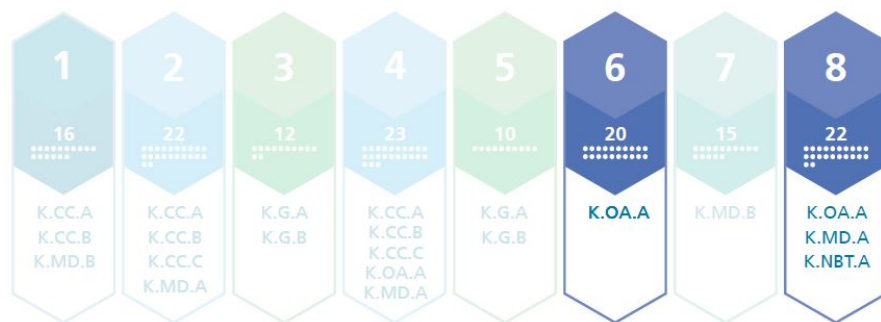 1 2 3 4 5 6 7 8
16 22 12 23 10 20 15 22
K.CC.A K.CC.A K.G.A K.CC.A K.G.A K.OA.A K.MD.B K.OA.A
K.CC.B K.CC.B K.G.B K.CC.B K.G.B K.MD.A
K.MD.B K.CC.C K.CC.C K.NBT.A
K.MD.A K.OA.A
K.MD.A